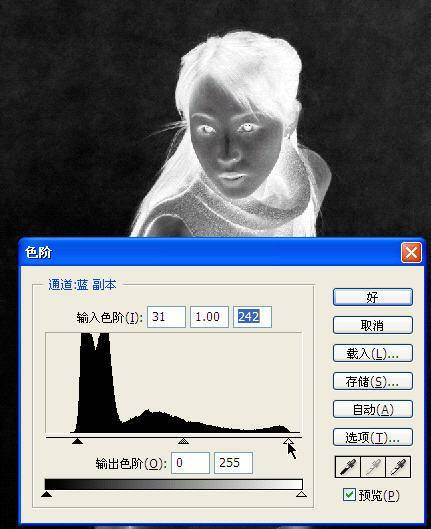 色阶
通道:蓝 副本
输入色阶(I): 31 1.00 242
输出色阶(O): 0 255
好
取消
载入(L)...
存储(S)...
自动(A)
选项(T)...
预览(P)